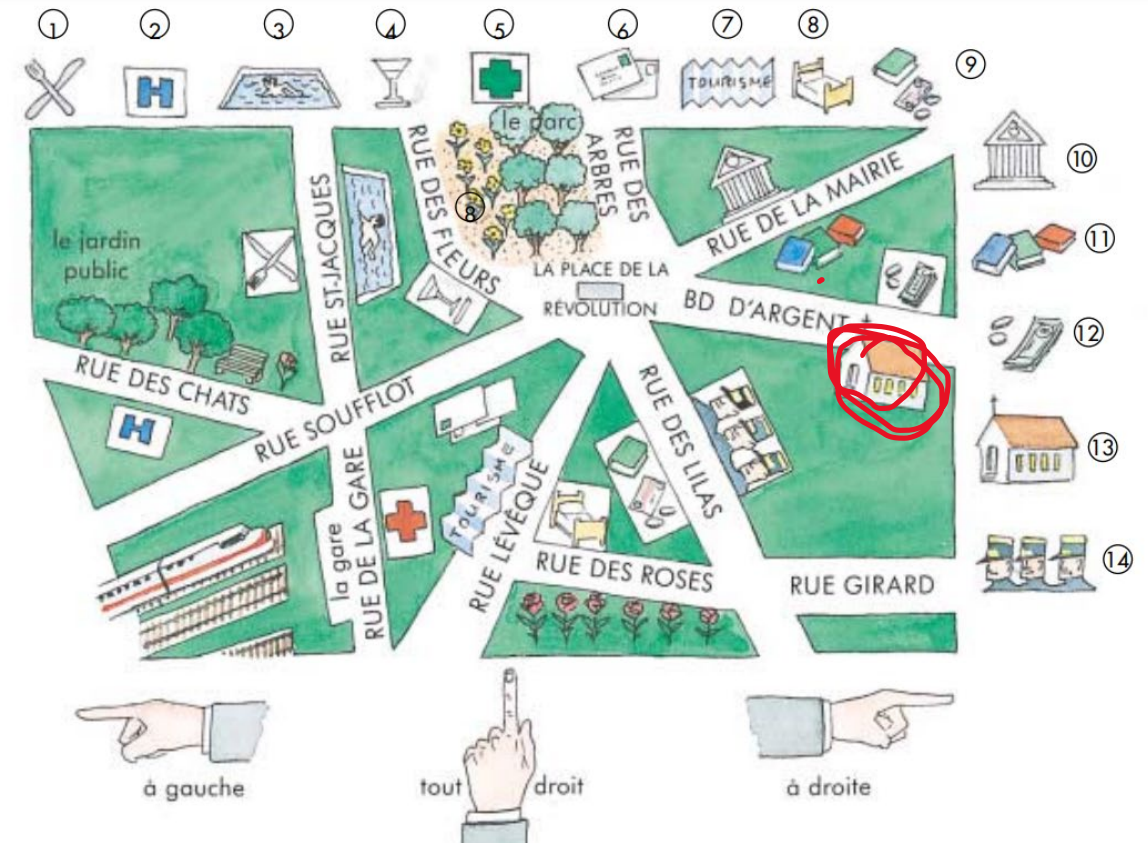 1
2
3
4
5
6
7
8
9
H
TOURISME
le parc
RUE DES FLEURS
RUE DES
ARBRES
10
RUE DE LA MAIRIE
8
RUE ST-JACQUES
11
le jardin
public
LA PLACE DE LA
RÉVOLUTION
BD D'ARGENT
12
RUE DES CHATS
RUE SOUFFLOT
H
RUE DES LILAS
13
TOURISME
la gare
RUE DE LA GARE
RUE LÉVÊQUE
RUE DES ROSES
RUE GIRARD
14
à gauche
tout droit
à droite